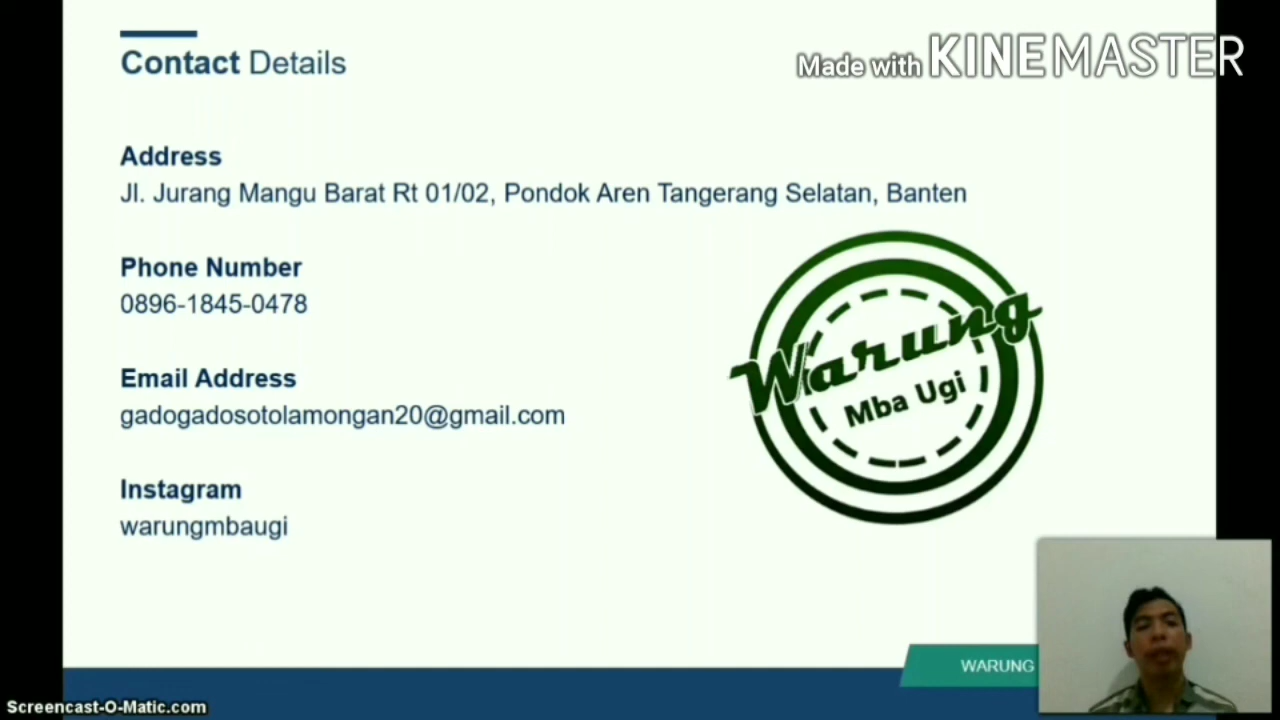 Contact Details
Made with KINEMASTER
Address
Jl. Jurang Mangu Barat Rt 01/02, Pondok Aren Tangerang Selatan, Banten
Phone Number
0896-1845-0478
Email Address
gadogadosotolamongan20@gmail.com
Instagram
warungmbaugi
Warung
Mba Ugi
WARUNG
Screencast-O-Matic.com